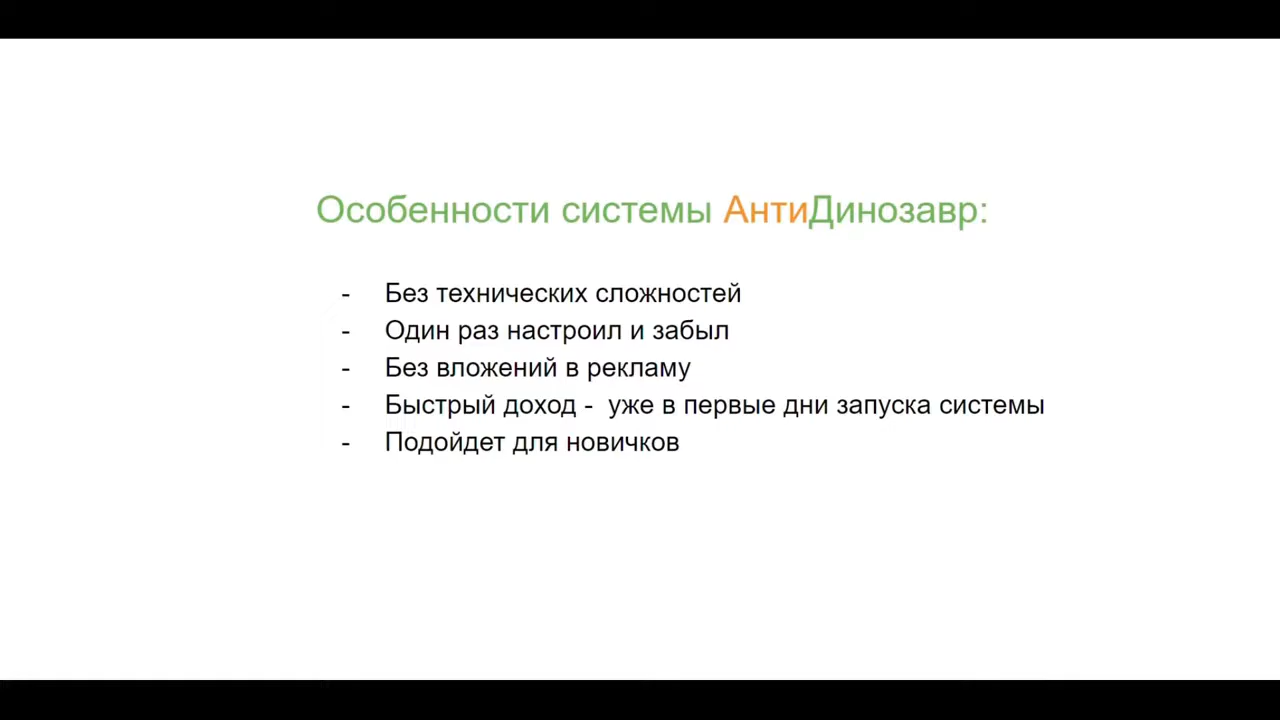 Особенности системы АнтиДинозавр:
- Без технических сложностей
- Один раз настроил и забыл
- Без вложений в рекламу
- Быстрый доход - уже в первые дни запуска системы
- Подойдет для новичков